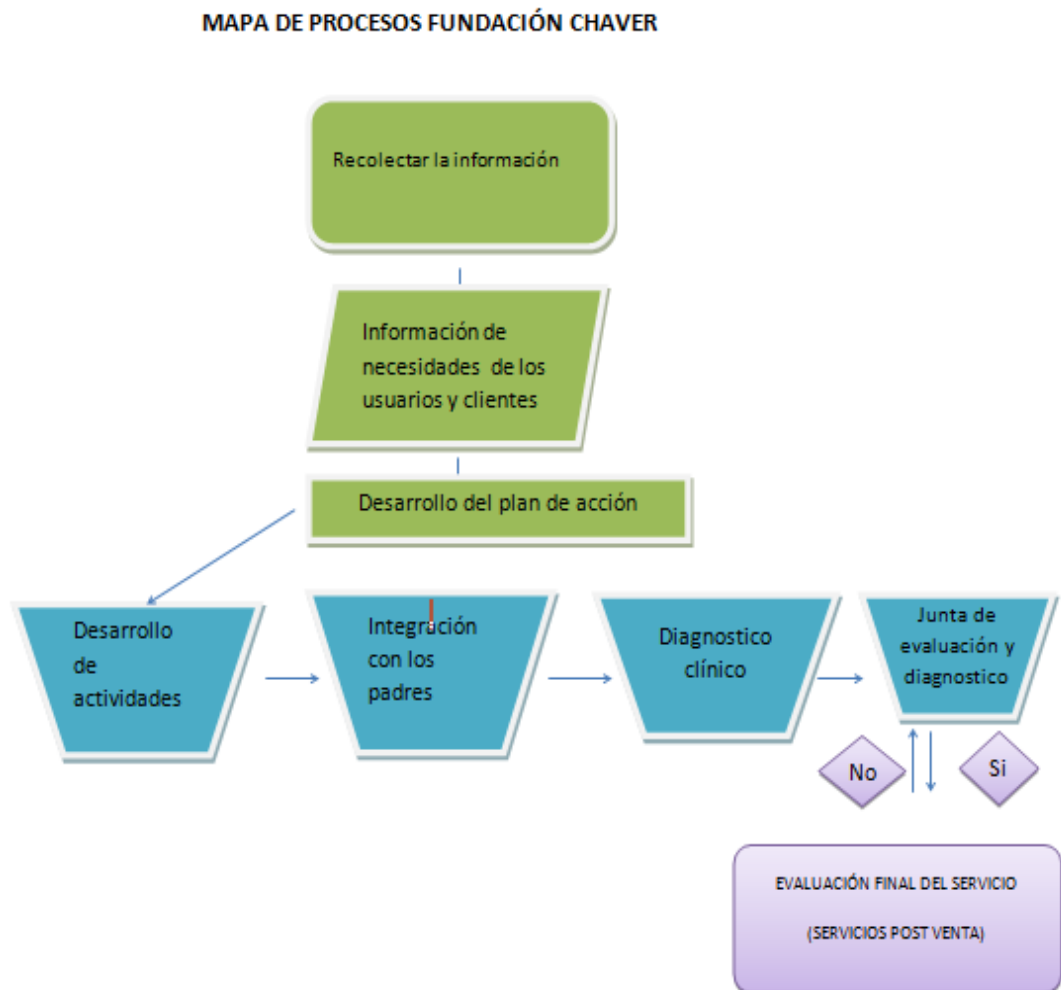 MAPA DE PROCESOS FUNDACIÓN CHAVER
Recolectar la información
Información de
necesidades de los
usuarios y clientes
Desarrollo del plan de acción
Desarrollo
de
actividades
Integración
con los
padres
Diagnostico
clínico
Junta de
evaluación y
diagnostico
No
Si
EVALUACIÓN FINAL DEL SERVICIO
(SERVICIOS POST VENTA)